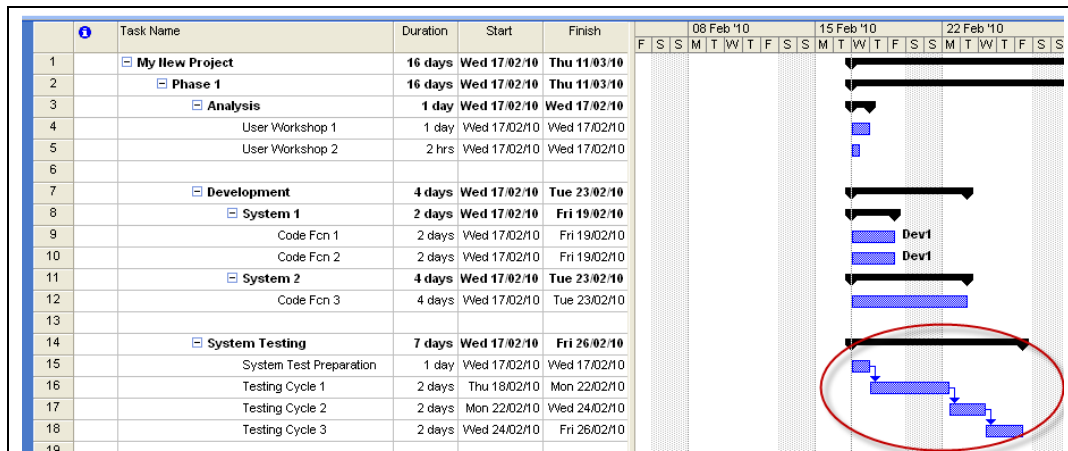 Task Name Duration Start Finish 08 Feb '10 15 Feb '10 22 Feb '10
F S S M T W T F S S M T W T F S S M T W T F S S
1 My New Project 16 days Wed 17/02/10 Thu 11/03/10
2 Phase 1 16 days Wed 17/02/10 Thu 11/03/10
3 Analysis 1 day Wed 17/02/10 Wed 17/02/10
4 User Workshop 1 1 day Wed 17/02/10 Wed 17/02/10
5 User Workshop 2 2 hrs Wed 17/02/10 Wed 17/02/10
6
7 Development 4 days Wed 17/02/10 Tue 23/02/10
8 System 1 2 days Wed 17/02/10 Fri 19/02/10
9 Code Fcn 1 2 days Wed 17/02/10 Fri 19/02/10 Dev1
10 Code Fcn 2 2 days Wed 17/02/10 Fri 19/02/10 Dev1
11 System 2 4 days Wed 17/02/10 Tue 23/02/10
12 Code Fcn 3 4 days Wed 17/02/10 Tue 23/02/10
13
14 System Testing 7 days Wed 17/02/10 Fri 26/02/10
15 System Test Preparation 1 day Wed 17/02/10 Wed 17/02/10
16 Testing Cycle 1 2 days Thu 18/02/10 Mon 22/02/10
17 Testing Cycle 2 2 days Mon 22/02/10 Wed 24/02/10
18 Testing Cycle 3 2 days Wed 24/02/10 Fri 26/02/10
19